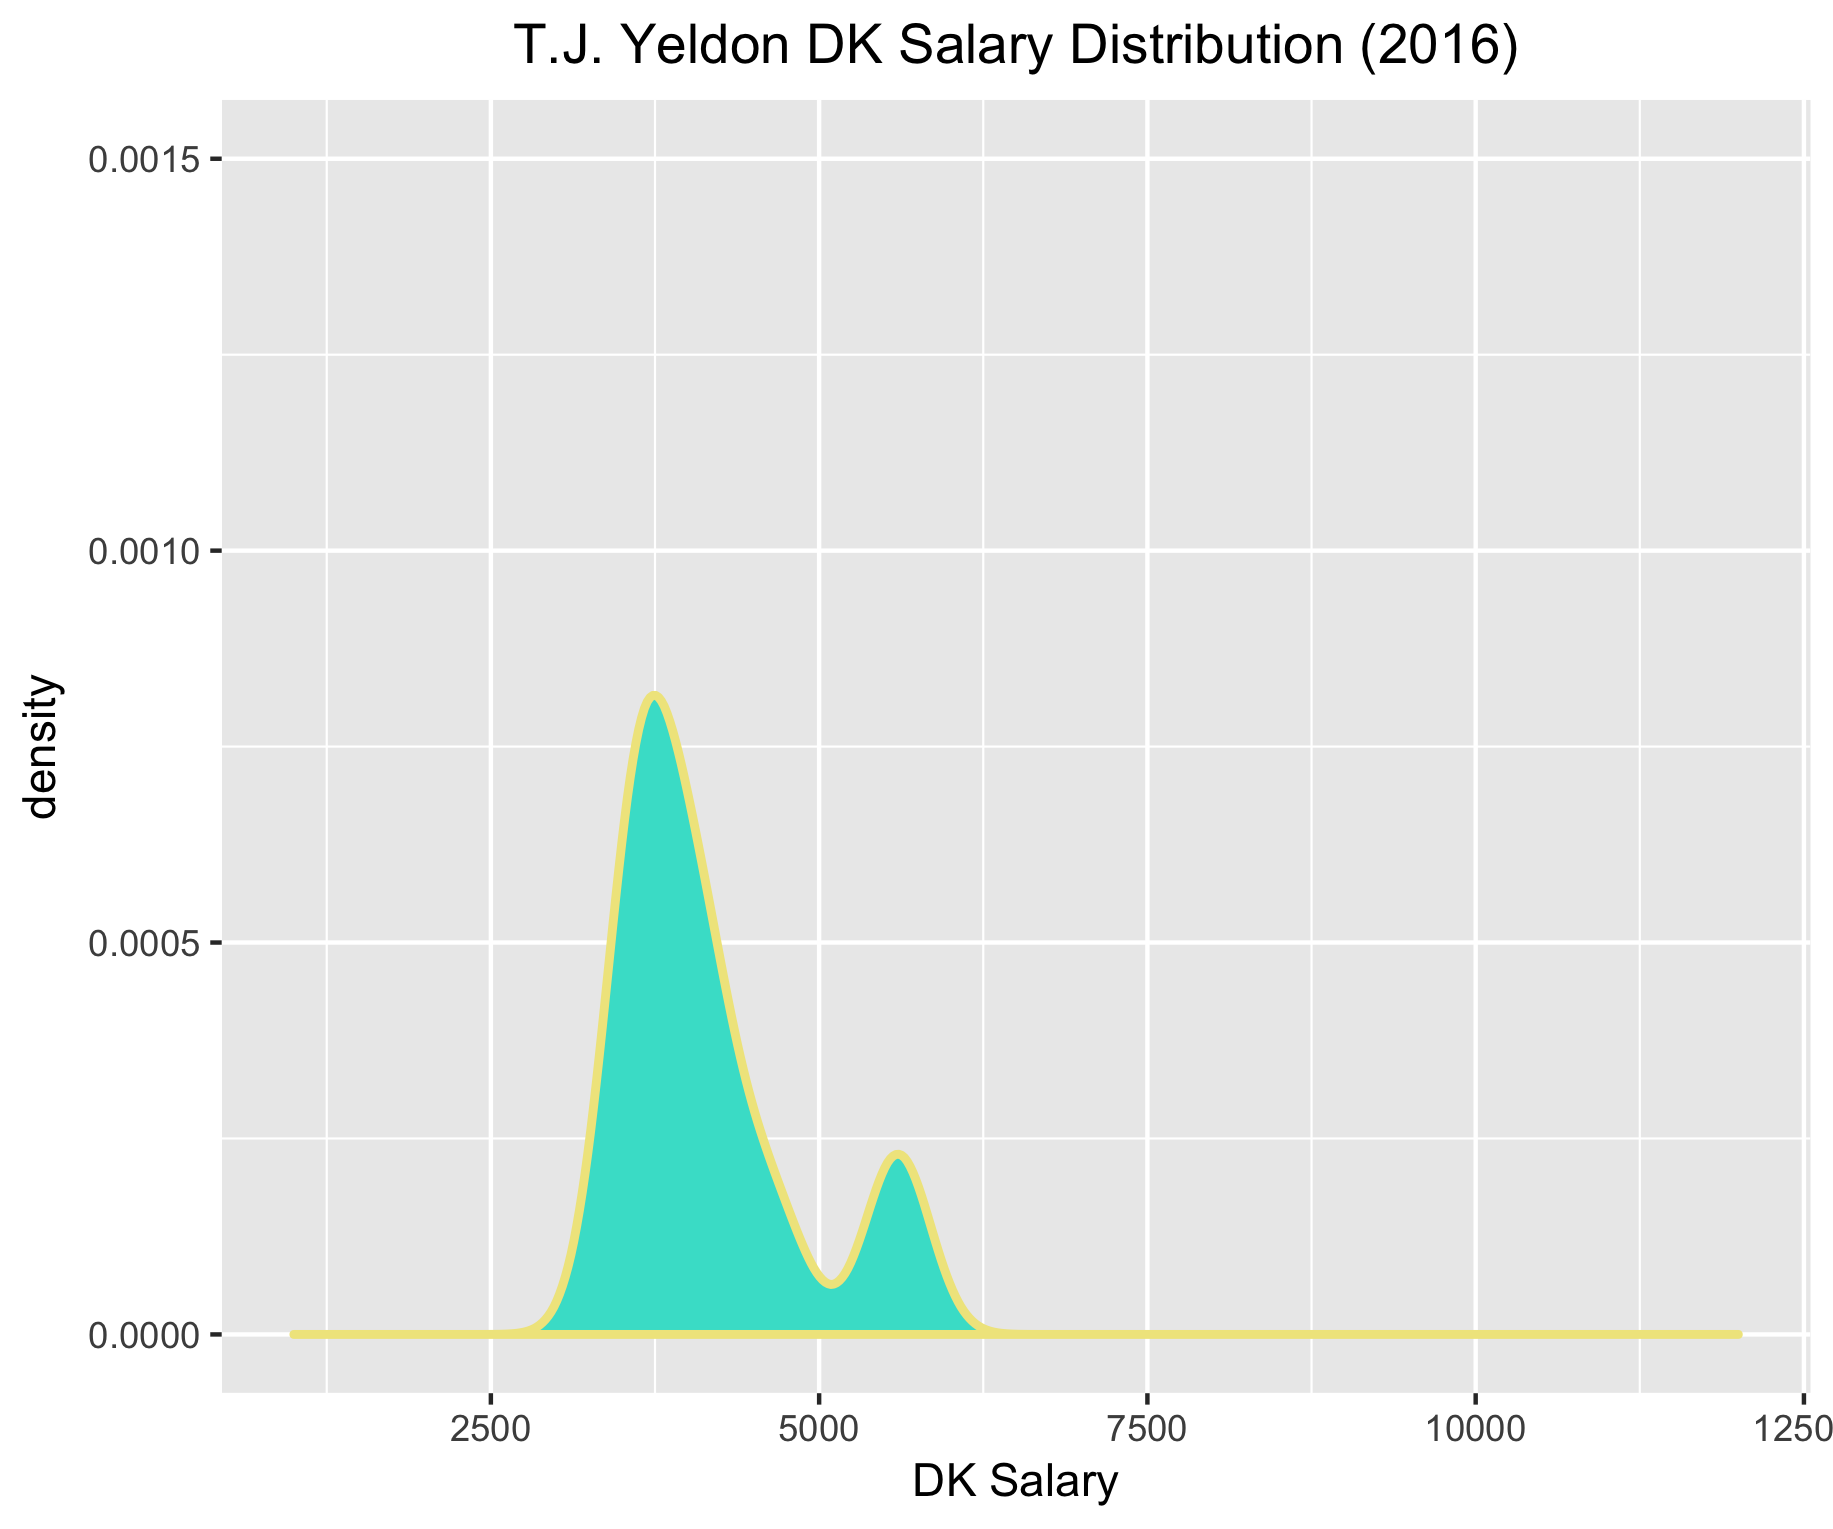 T.J. Yeldon DK Salary Distribution (2016)
0.0015
0.0010
0.0005
0.0000
density
2500 5000 7500 10000 1250
DK Salary